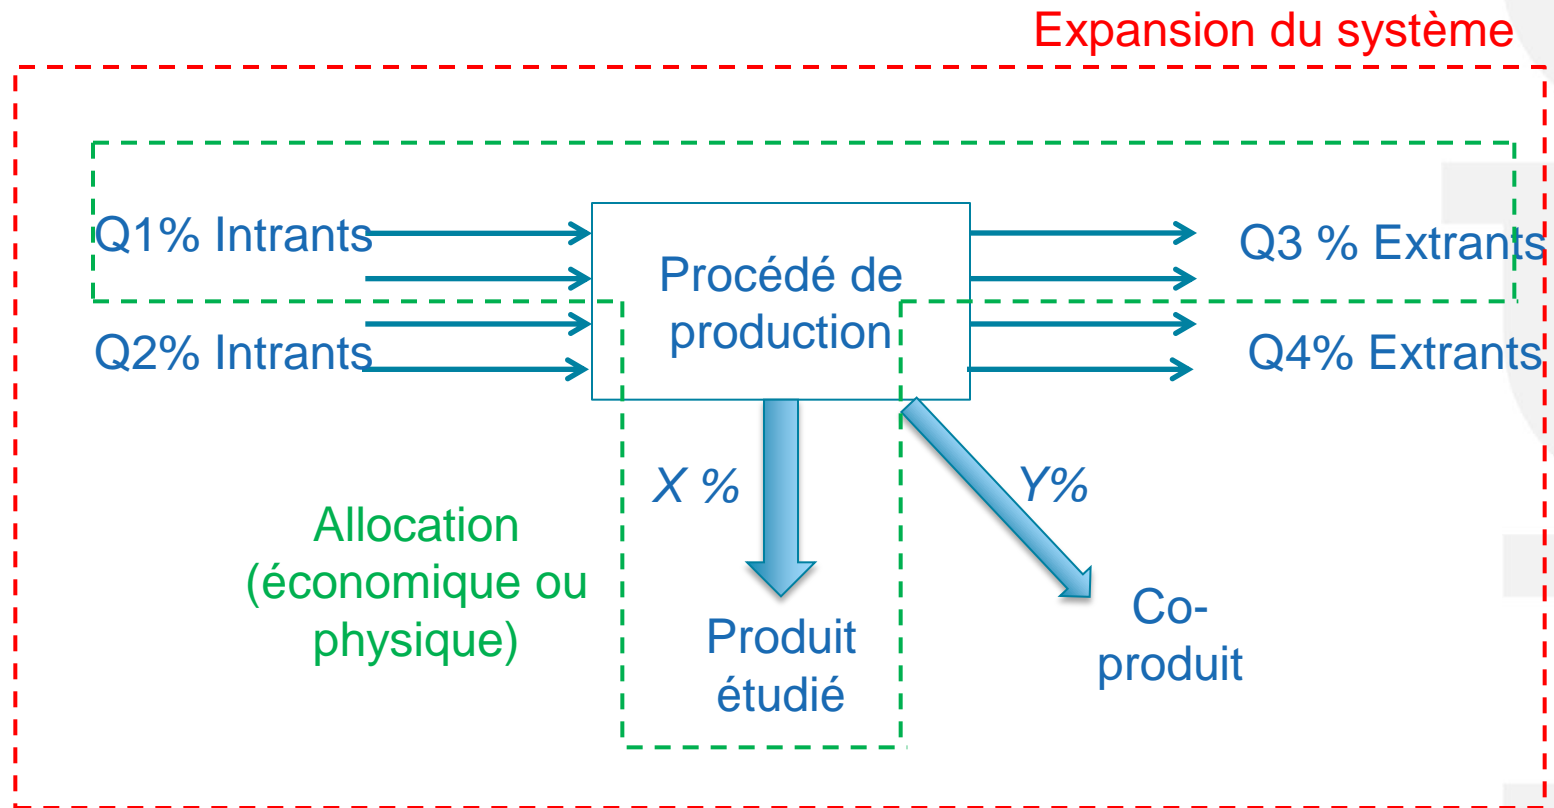 Expansion du système
Q1% Intrants
Procédé de
production
Q3 % Extrants
Q2% Intrants
Q4% Extrants
X %
Y%
Allocation
(économique ou
physique)
Produit
étudié
Co-
produit